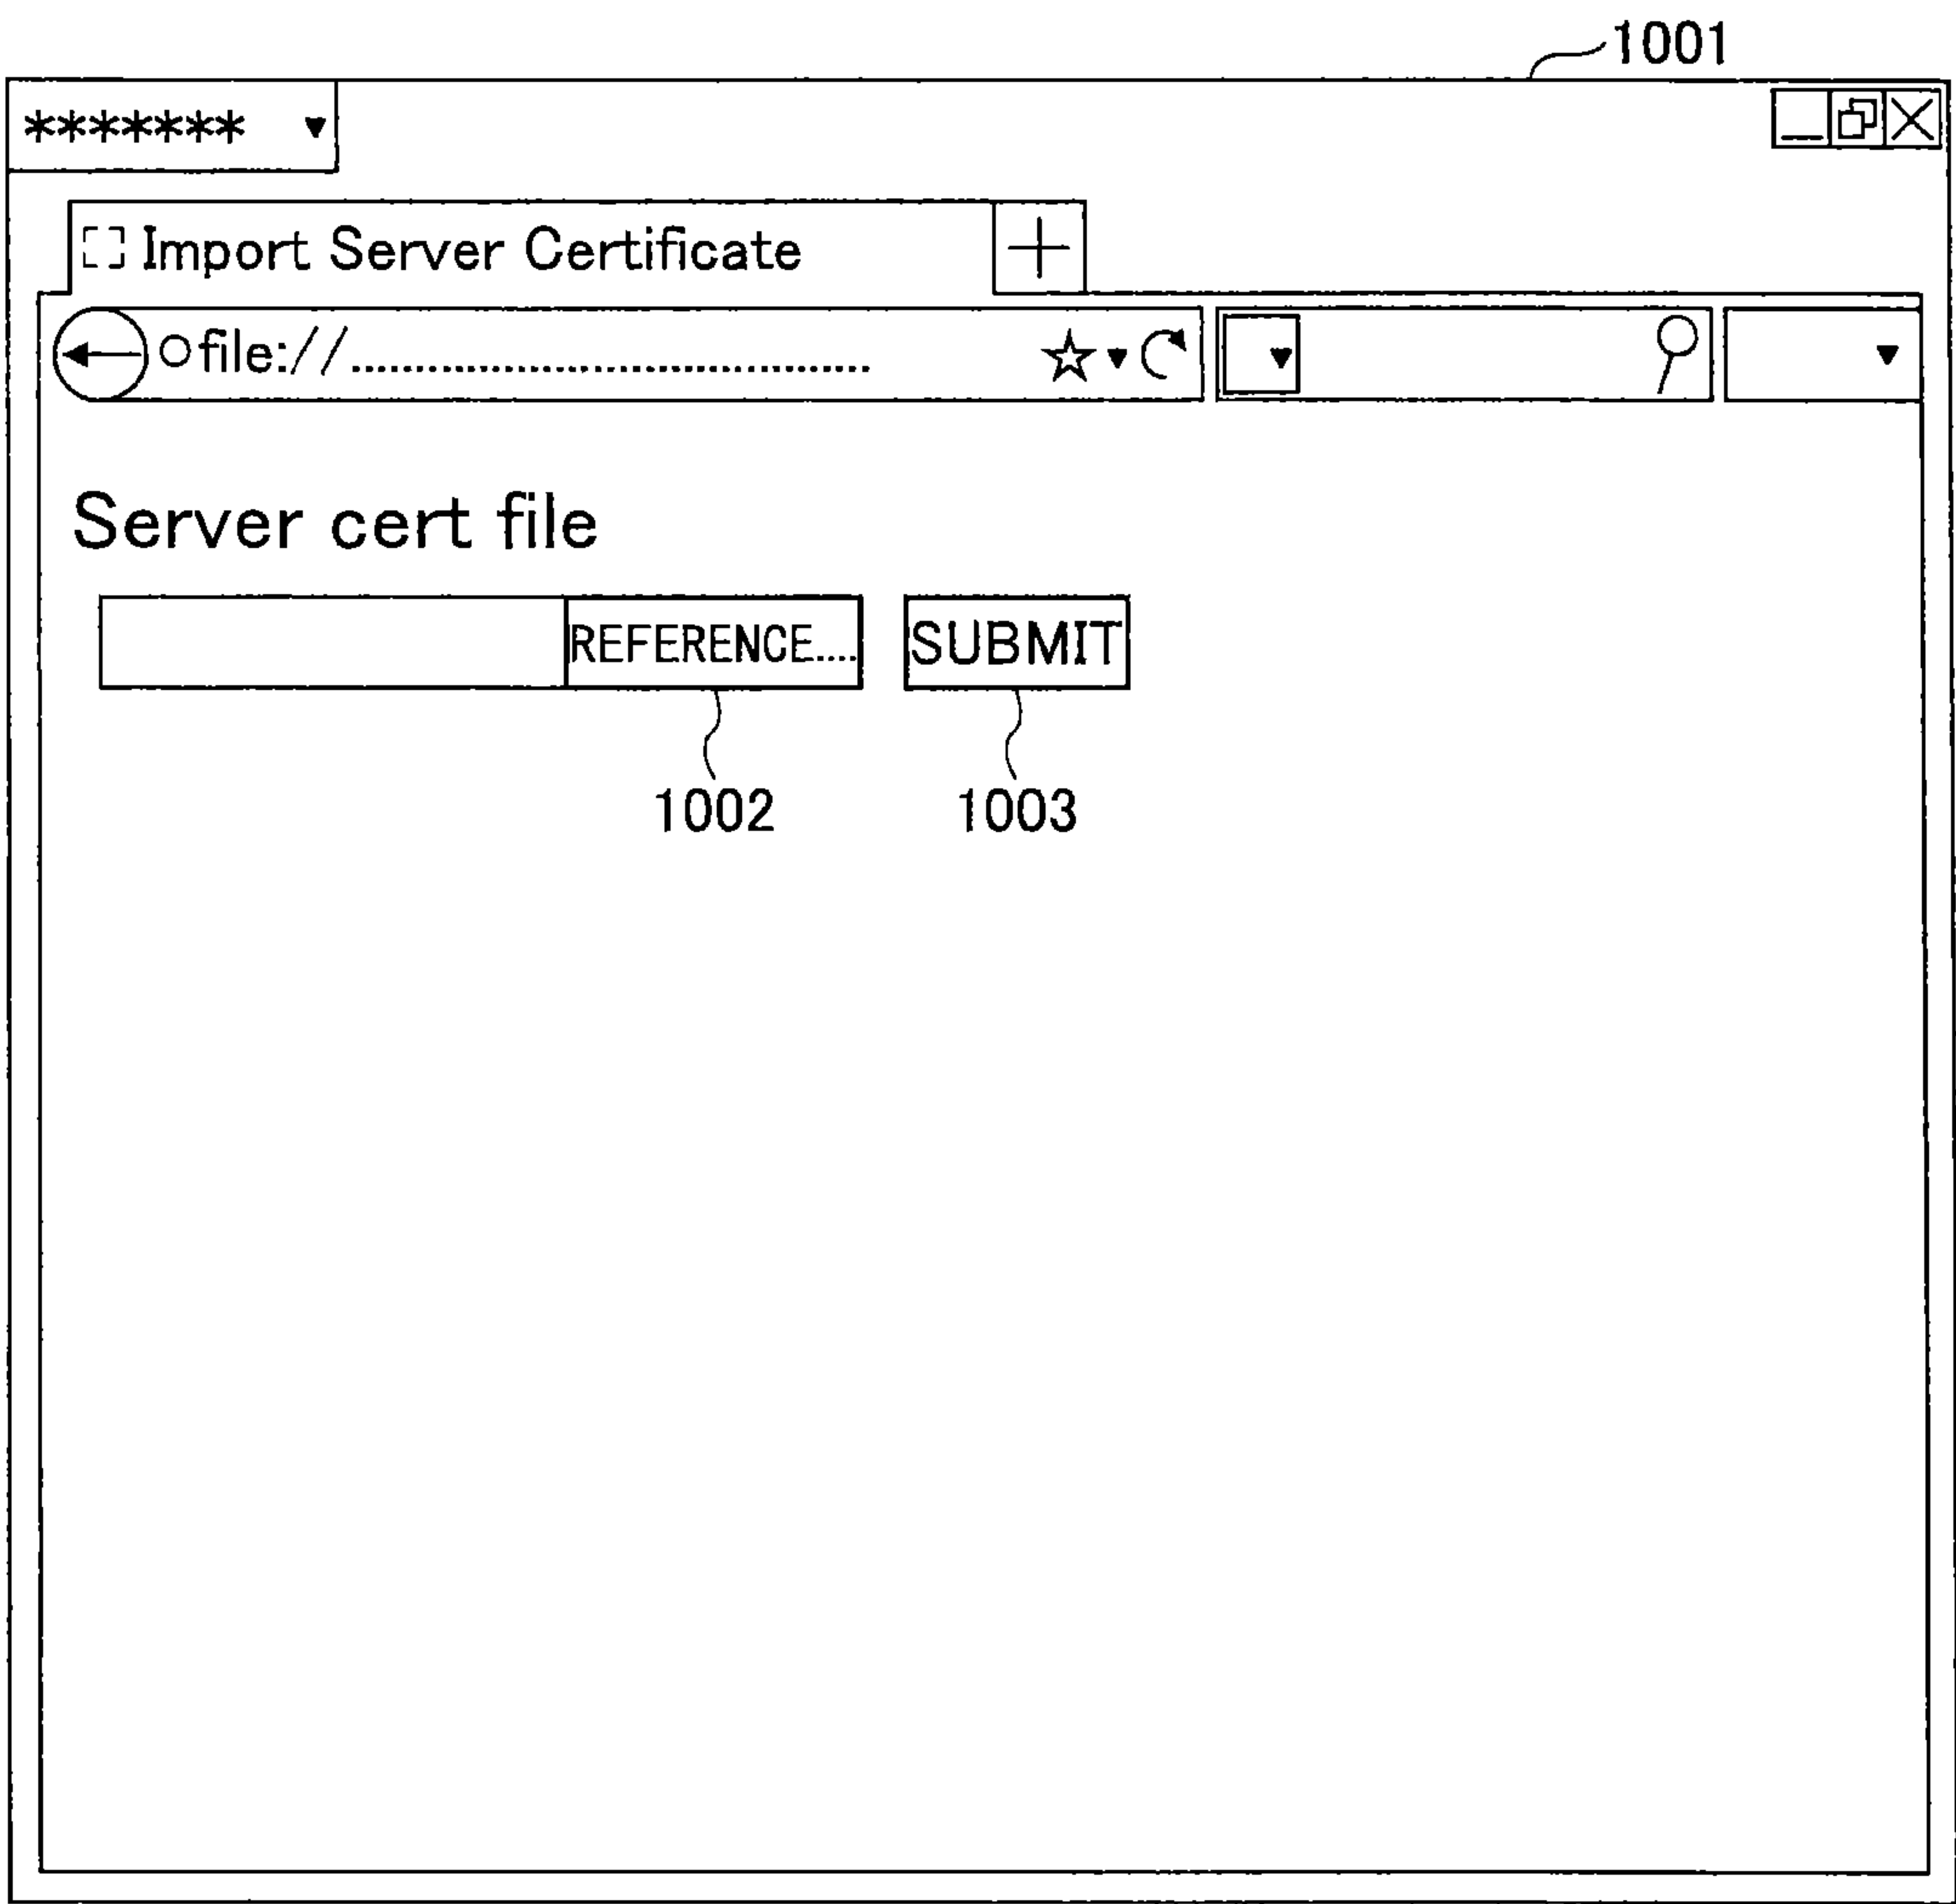 1001
*******
Import Server Certificate
file://........................................
Server cert file
REFERENCE.... SUBMIT
1002 1003